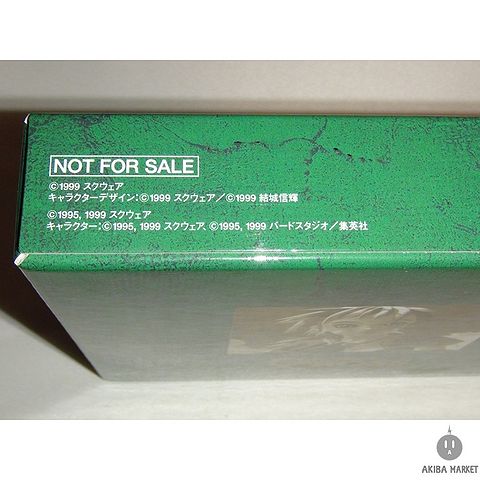 NOT FOR SALE
©1999 スクウェア
キャラクターデザイン:©1999 スクウェア/©1999 結城信輝
©1995, 1999 スクウェア
キャラクター:©1995, 1999 スクウェア, ©1995, 1999 バードスタジオ/集英社
AKIBA MARKET